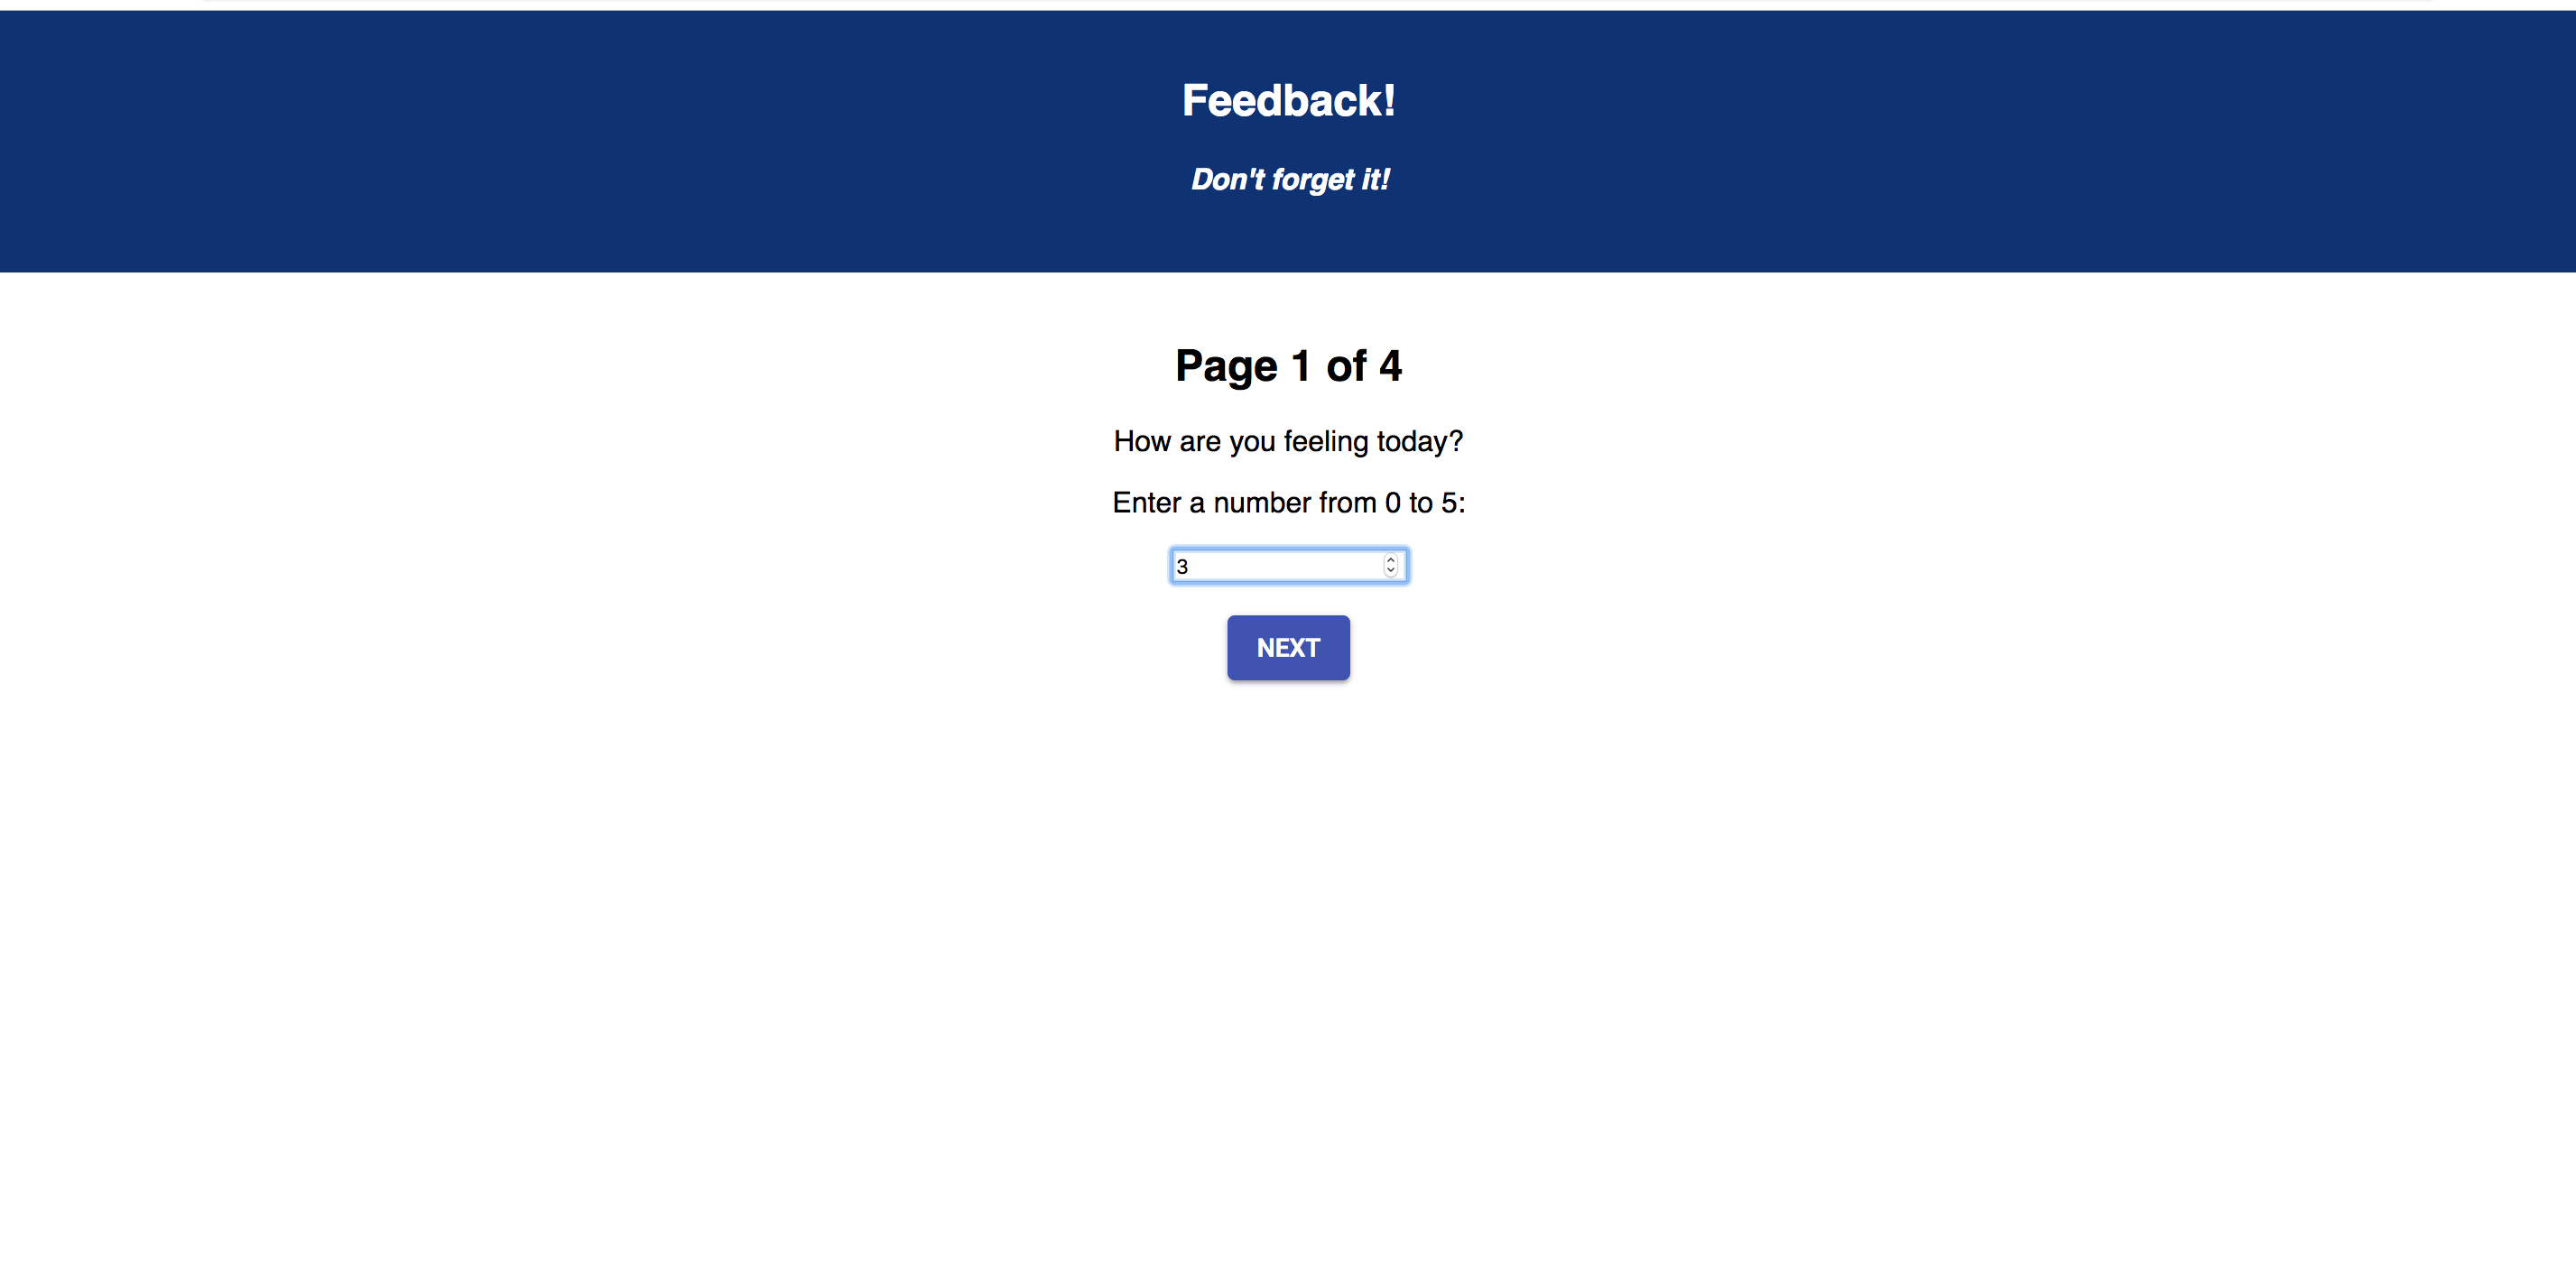 Feedback!
Don't forget it!
Page 1 of 4
How are you feeling today?
Enter a number from 0 to 5:
3
NEXT